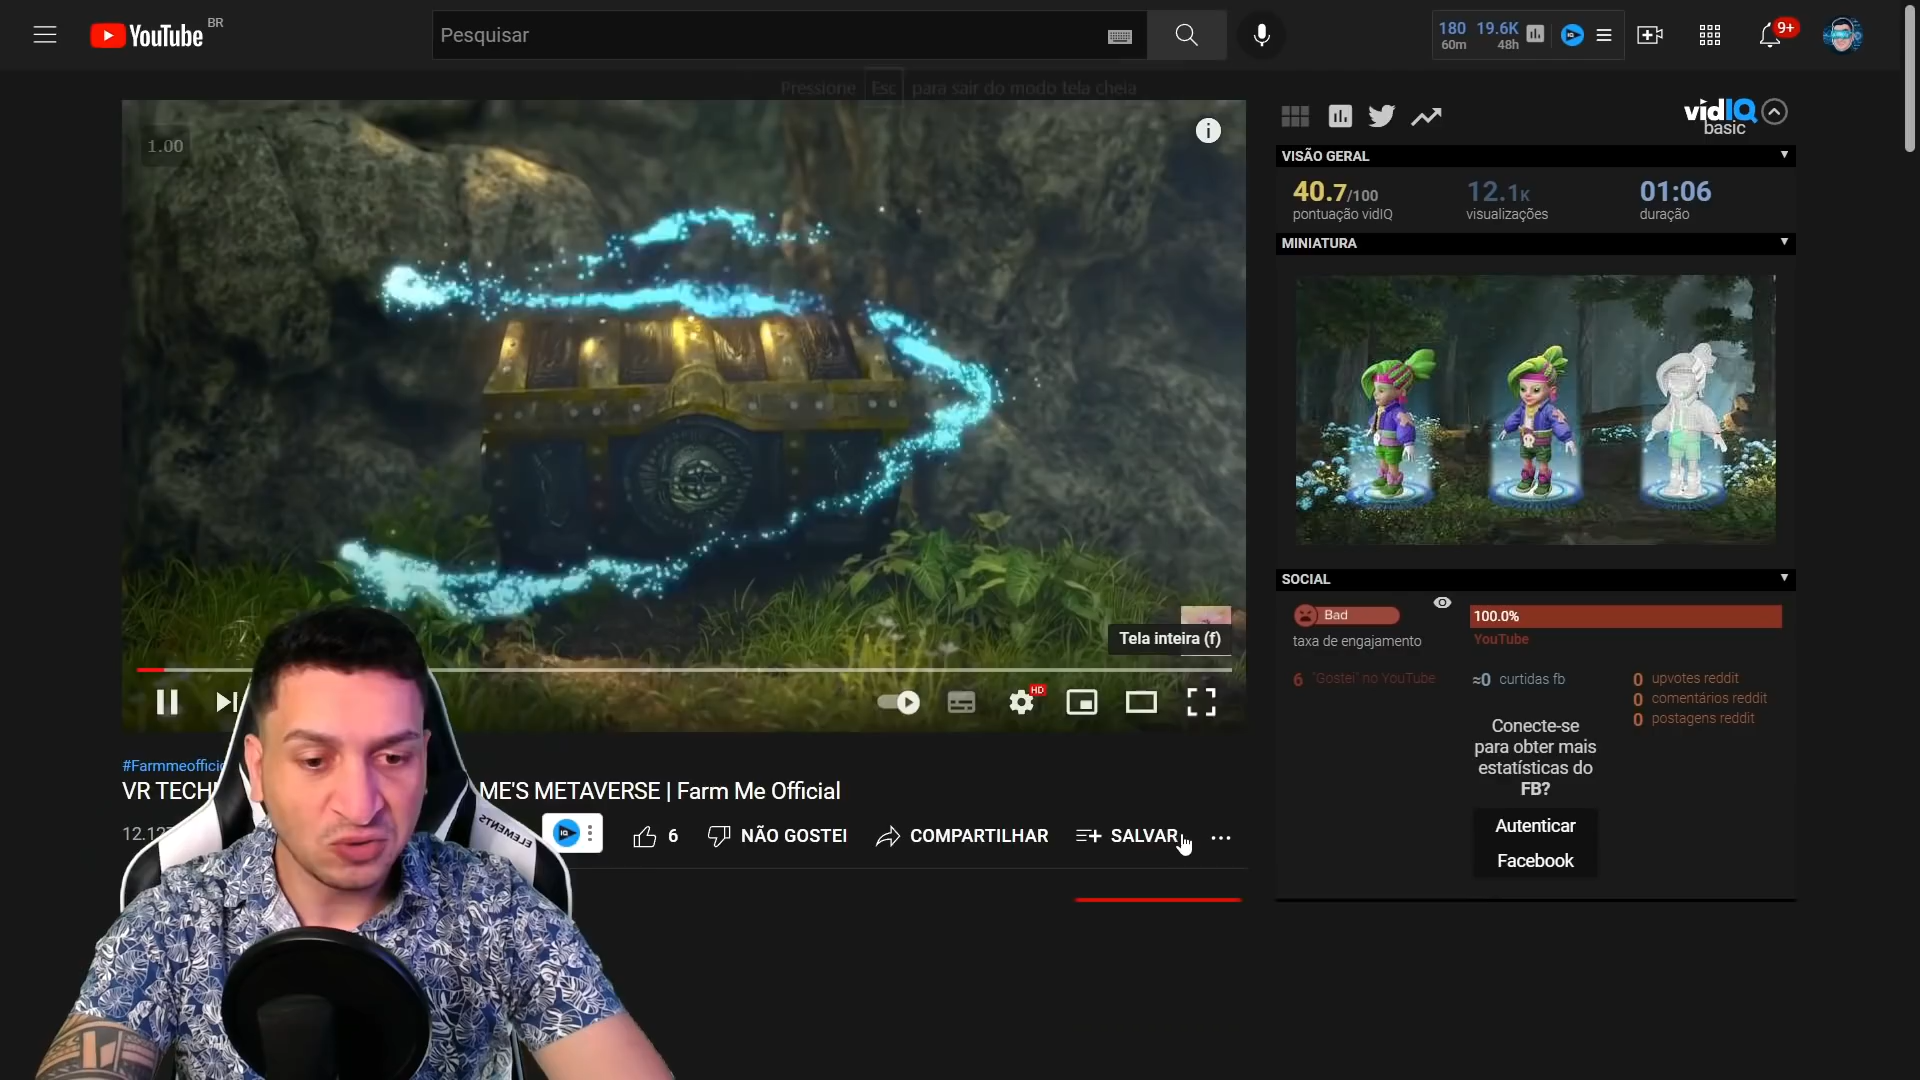 YouTube BR
Pesquisar
180 19.6K
60m 48h
9+
Pressione Esc para sair do modo tela cheia
1.00
vidIQ
basic
VISÃO GERAL
40.7/100 12.1K 01:06
pontuação vidIQ visualizações duração
MINIATURA
SOCIAL
Bad
taxa de engajamento
100.0%
YouTube
6 "Gostei" no YouTube
≈0 curtidas fb
0 upvotes reddit
0 comentários reddit
0 postagens reddit
Conecte-se
para obter mais
estatísticas do
FB?
Autenticar
Facebook
Tela inteira (f)
HD
#Farmmeoffici
VR TECH ME'S METAVERSE | Farm Me Official
6 NÃO GOSTEI COMPARTILHAR SALVAR
ELEMENTS